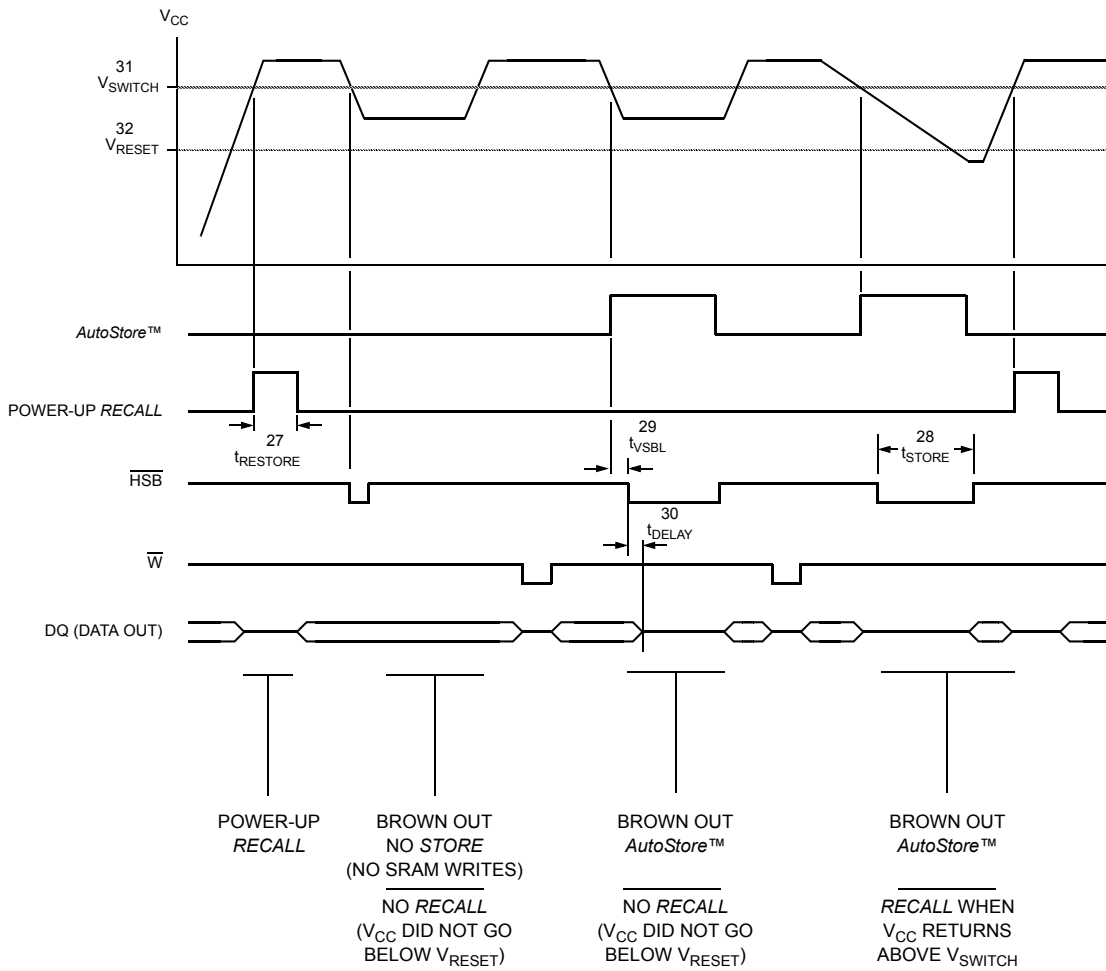 V_CC
31
V_SWITCH
32
V_RESET
AutoStore™
POWER-UP RECALL
27
t_RESTORE
29
t_VSBL
28
t_STORE
HSB
30
t_DELAY
W
DQ (DATA OUT)
POWER-UP
RECALL
BROWN OUT
NO STORE
(NO SRAM WRITES)
NO RECALL
(V_CC DID NOT GO
BELOW V_RESET)
BROWN OUT
AutoStore™
NO RECALL
(V_CC DID NOT GO
BELOW V_RESET)
BROWN OUT
AutoStore™
RECALL WHEN
V_CC RETURNS
ABOVE V_SWITCH